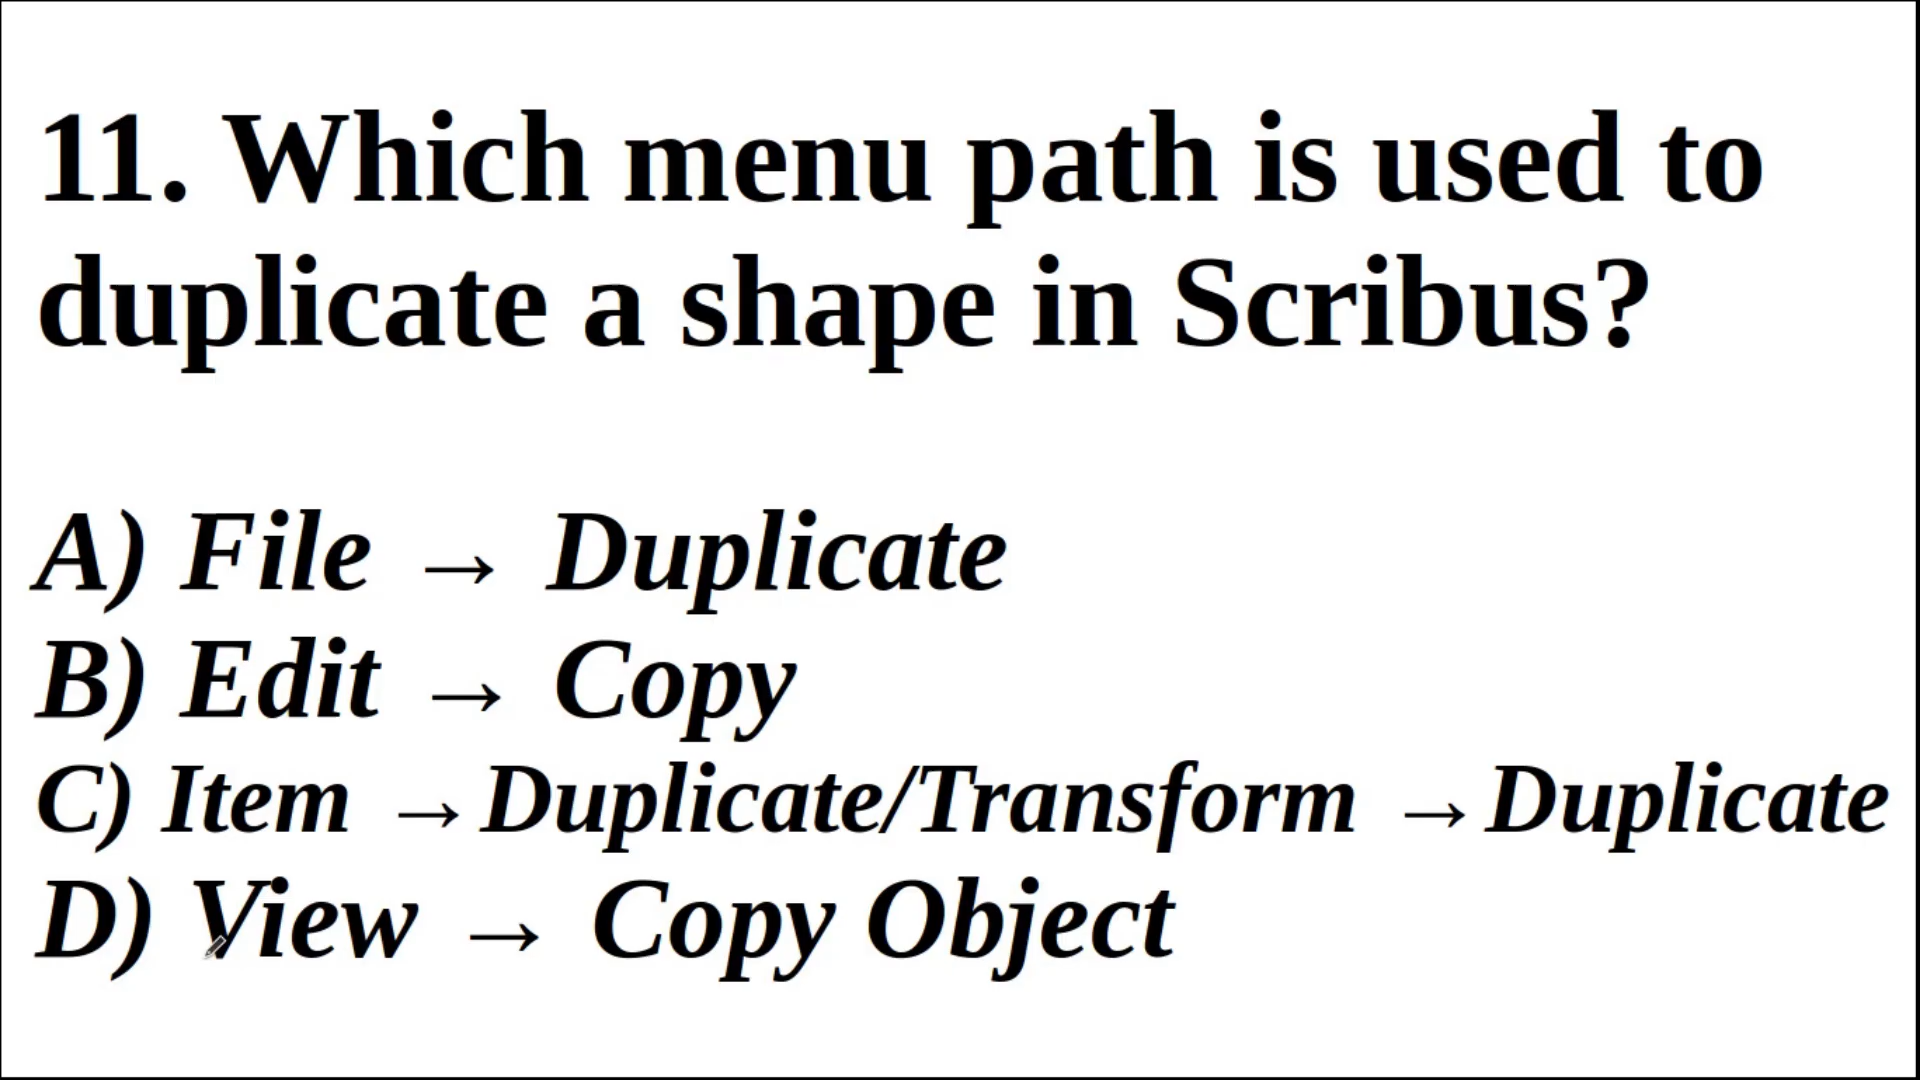 11. Which menu path is used to
duplicate a shape in Scribus?
A) File → Duplicate
B) Edit → Copy
C) Item →Duplicate/Transform →Duplicate
D) View → Copy Object